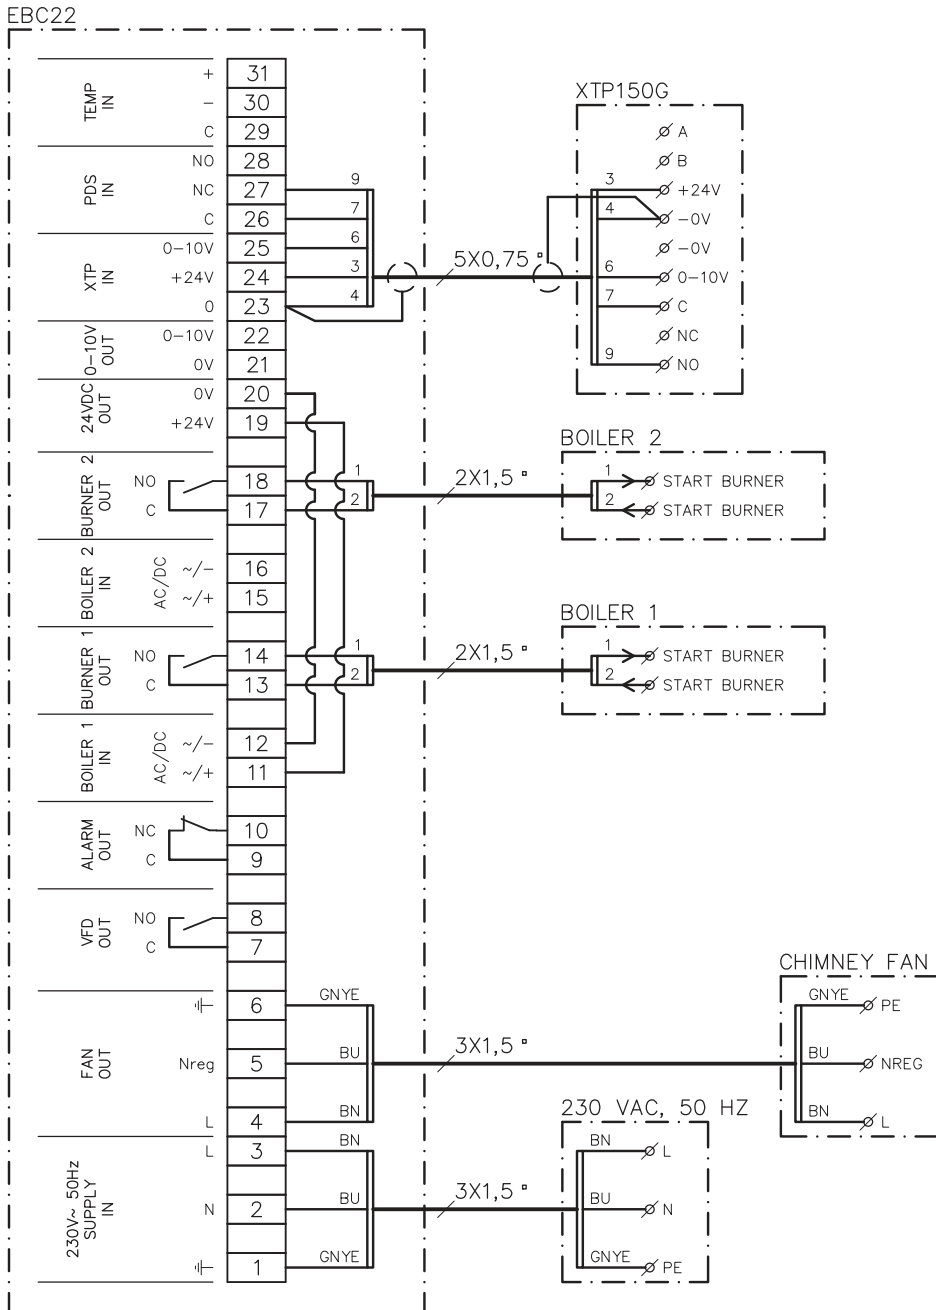 EBC22
TEMP
IN
+ 31
- 30
C 29
PDS
IN
NO 28
NC 27 9
C 26 7
XTP
IN
0-10V 25 6
+24V 24 3
0 23 4
0-10V
OUT
0-10V 22
0V 21
24VDC
OUT
0V 20
+24V 19
BURNER 2
OUT
NO 18 1
C 17 2
BOILER 2
IN
AC/DC
~/- 16
~/+ 15
BURNER 1
OUT
NO 14 1
C 13 2
BOILER 1
IN
AC/DC
~/- 12
~/+ 11
ALARM
OUT
NC 10
C 9
VFD
OUT
NO 8
C 7
FAN
OUT
6 GNYE
Nreg 5 BU
L 4 BN
230V~ 50Hz
SUPPLY
IN
L 3 BN
N 2 BU
1 GNYE
5X0,75 ¤
XTP150G
A
B
3 +24V
4 -0V
-0V
6 0-10V
7 C
NC
9 NO
2X1,5 ¤
BOILER 2
1 START BURNER
2 START BURNER
2X1,5 ¤
BOILER 1
1 START BURNER
2 START BURNER
3X1,5 ¤
CHIMNEY FAN
GNYE PE
BU NREG
BN L
3X1,5 ¤
230 VAC, 50 HZ
BN L
BU N
GNYE PE